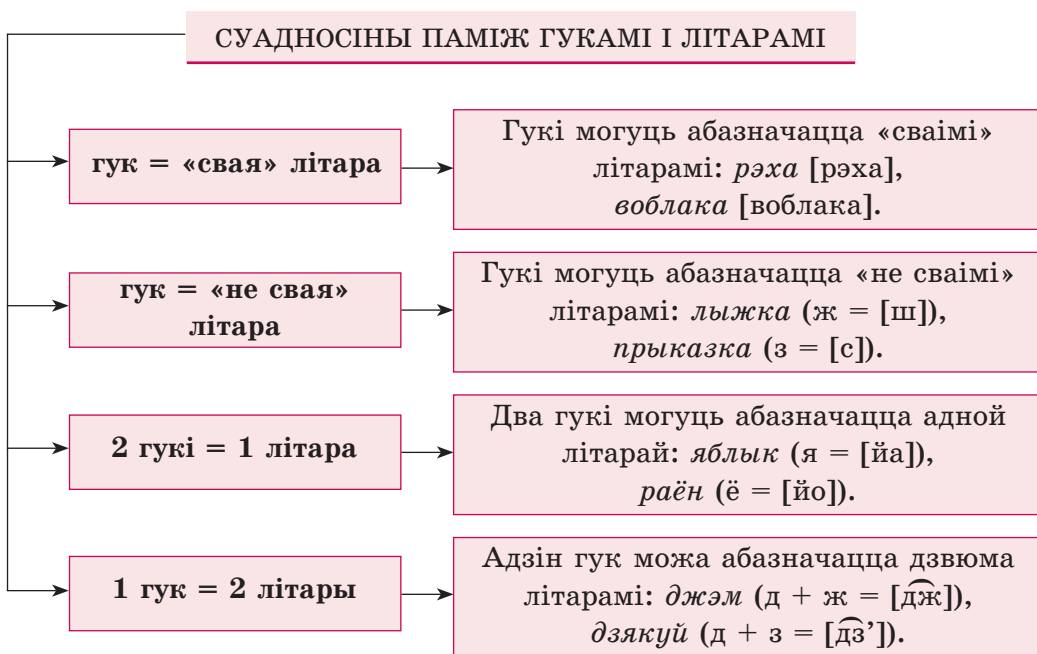 СУАДНОСІНЫ ПАМІЖ ГУКАМІ І ЛІТАРАМІ
гук = «свая» літара
Гукі могуць абазначацца «сваімі»
літарамі: рэха [рэха],
воблака [воблака].
гук = «не свая»
літара
Гукі могуць абазначацца «не сваімі»
літарамі: лыжка (ж = [ш]),
прыказка (з = [с]).
2 гукі = 1 літара
Два гукі могуць абазначацца адной
літарай: яблык (я = [йа]),
раён (ё = [йо]).
1 гук = 2 літары
Адзін гук можа абазначацца дзвюма
літарамі: джэм (д + ж = [д͡ж]),
дзякуй (д + з = [д͡з’]).